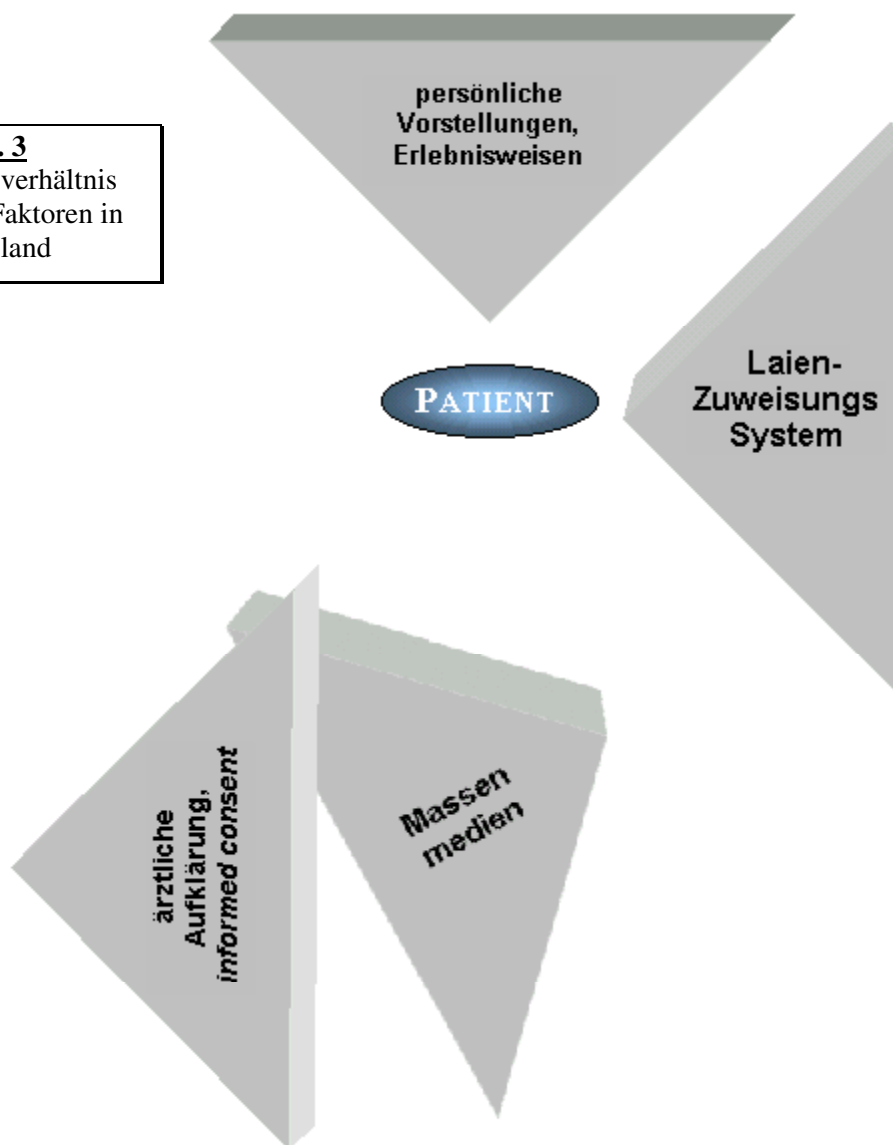 . 3
verhältnis
Faktoren in
land
persönliche
Vorstellungen,
Erlebnisweisen
PATIENT
Laien-
Zuweisungs
System
ärztliche
Aufklärung,
informed consent
Massen
medien